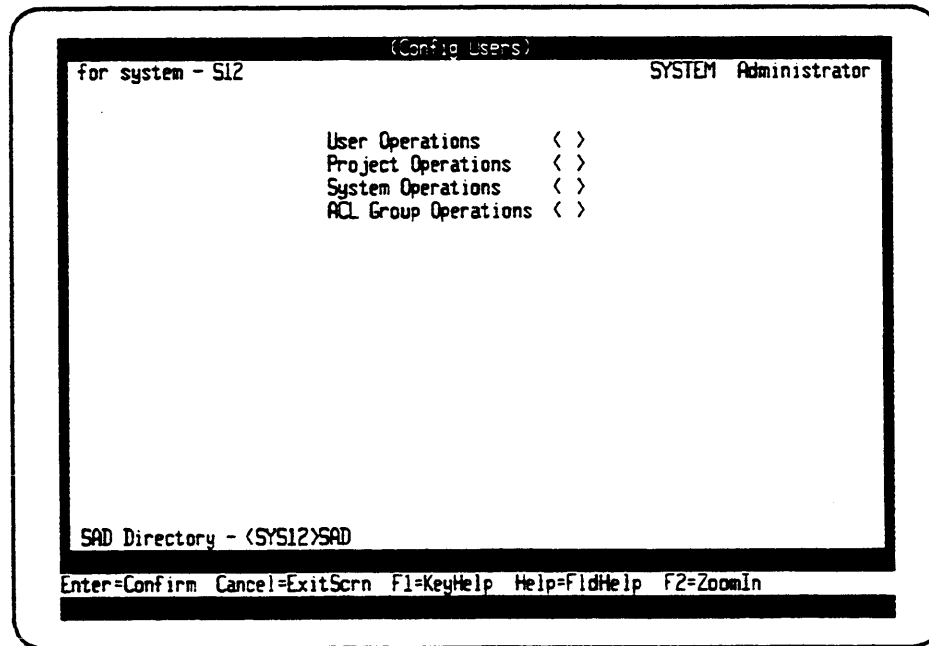 (Config Users)
for system - S12 SYSTEM Administrator
User Operations < >
Project Operations < >
System Operations < >
ACL Group Operations < >
SAD Directory - <SYS12>SAD
Enter=Confirm Cancel=ExitScrn F1=KeyHelp Help=FldHelp F2=ZoomIn